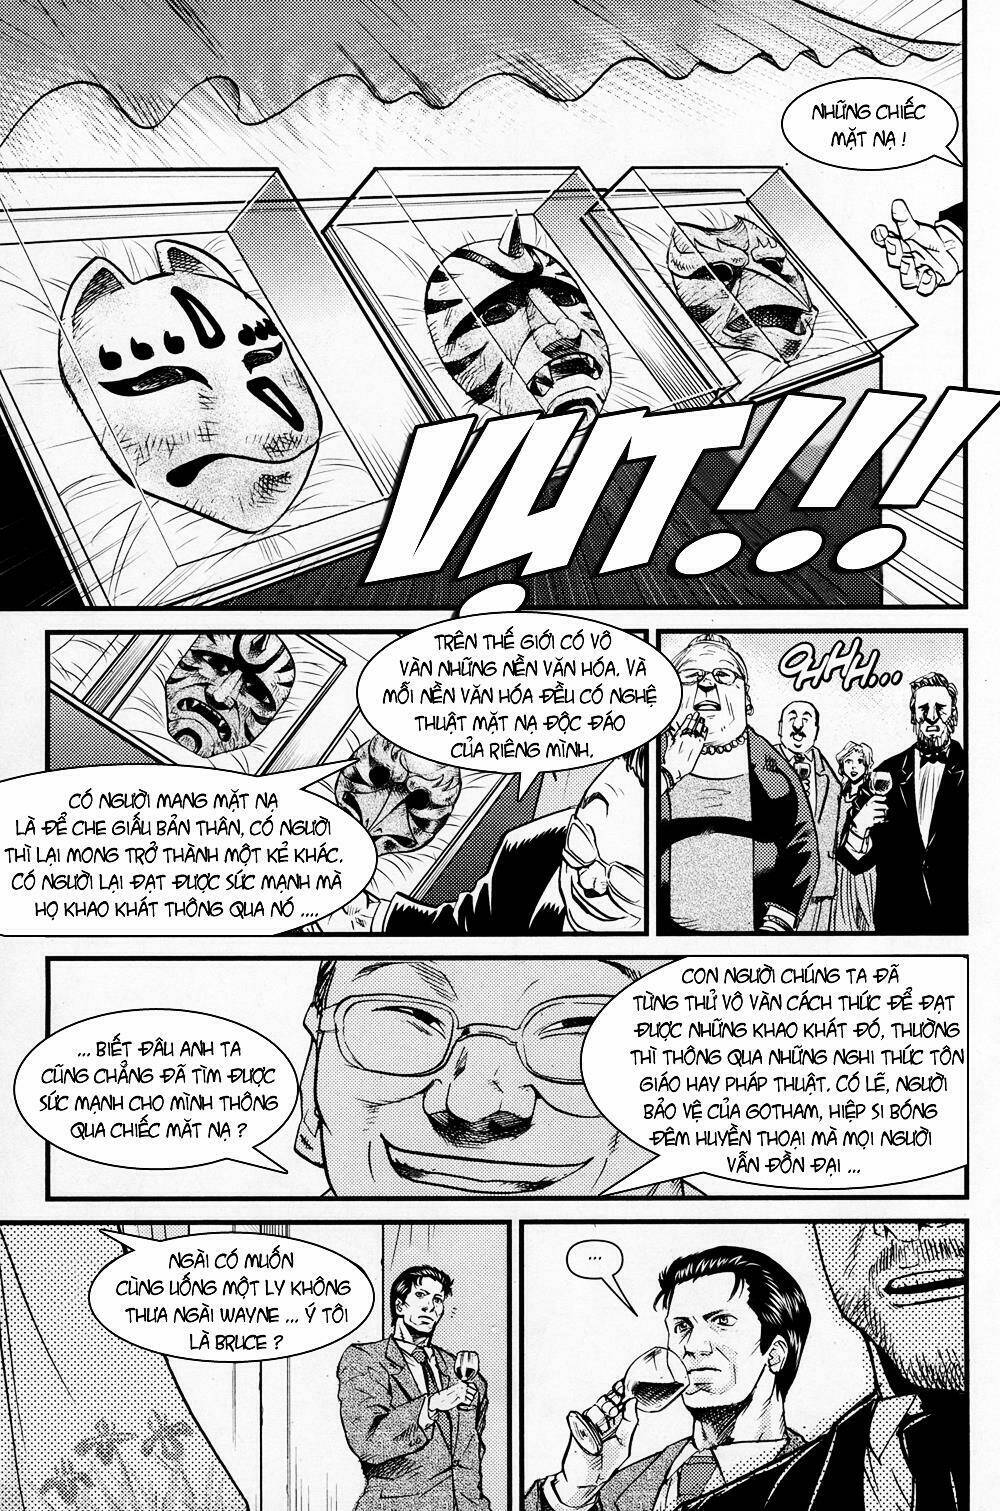 NHỮNG CHIẾC
MẶT NẠ !
VỤT!!!
TRÊN THẾ GIỚI CÓ VÔ
VÀN NHỮNG NỀN VĂN HÓA. VÀ
MỖI NỀN VĂN HÓA ĐỀU CÓ NGHỆ
THUẬT MẶT NẠ ĐỘC ĐÁO
CỦA RIÊNG MÌNH.
CÓ NGƯỜI MANG MẶT NẠ
LÀ ĐỂ CHE GIẤU BẢN THÂN, CÓ NGƯỜI
THÌ LẠI MONG TRỞ THÀNH MỘT KẺ KHÁC.
CÓ NGƯỜI LẠI ĐẠT ĐƯỢC SỨC MẠNH MÀ
HỌ KHAO KHÁT THÔNG QUA NÓ ....
OHHH...
CON NGƯỜI CHÚNG TA ĐÃ
TỪNG THỬ VÔ VÀN CÁCH THỨC ĐỂ ĐẠT
ĐƯỢC NHỮNG KHAO KHÁT ĐÓ, THƯỜNG
THÌ THÔNG QUA NHỮNG NGHI THỨC TÔN
GIÁO HAY PHÁP THUẬT. CÓ LẼ, NGƯỜI
BẢO VỆ CỦA GOTHAM, HIỆP SI BÓNG
ĐÊM HUYỀN THOẠI MÀ MỌI NGƯỜI
VẪN ĐỒN ĐẠI ...
... BIẾT ĐÂU ANH TA
CŨNG CHẲNG ĐÃ TÌM ĐƯỢC
SỨC MẠNH CHO MÌNH THÔNG
QUA CHIẾC MĂT NẠ ?
NGÀI CÓ MUỐN
CÙNG UỐNG MỘT LY KHÔNG
THƯA NGÀI WAYNE ... Ý TÔI
LÀ BRUCE ?
...